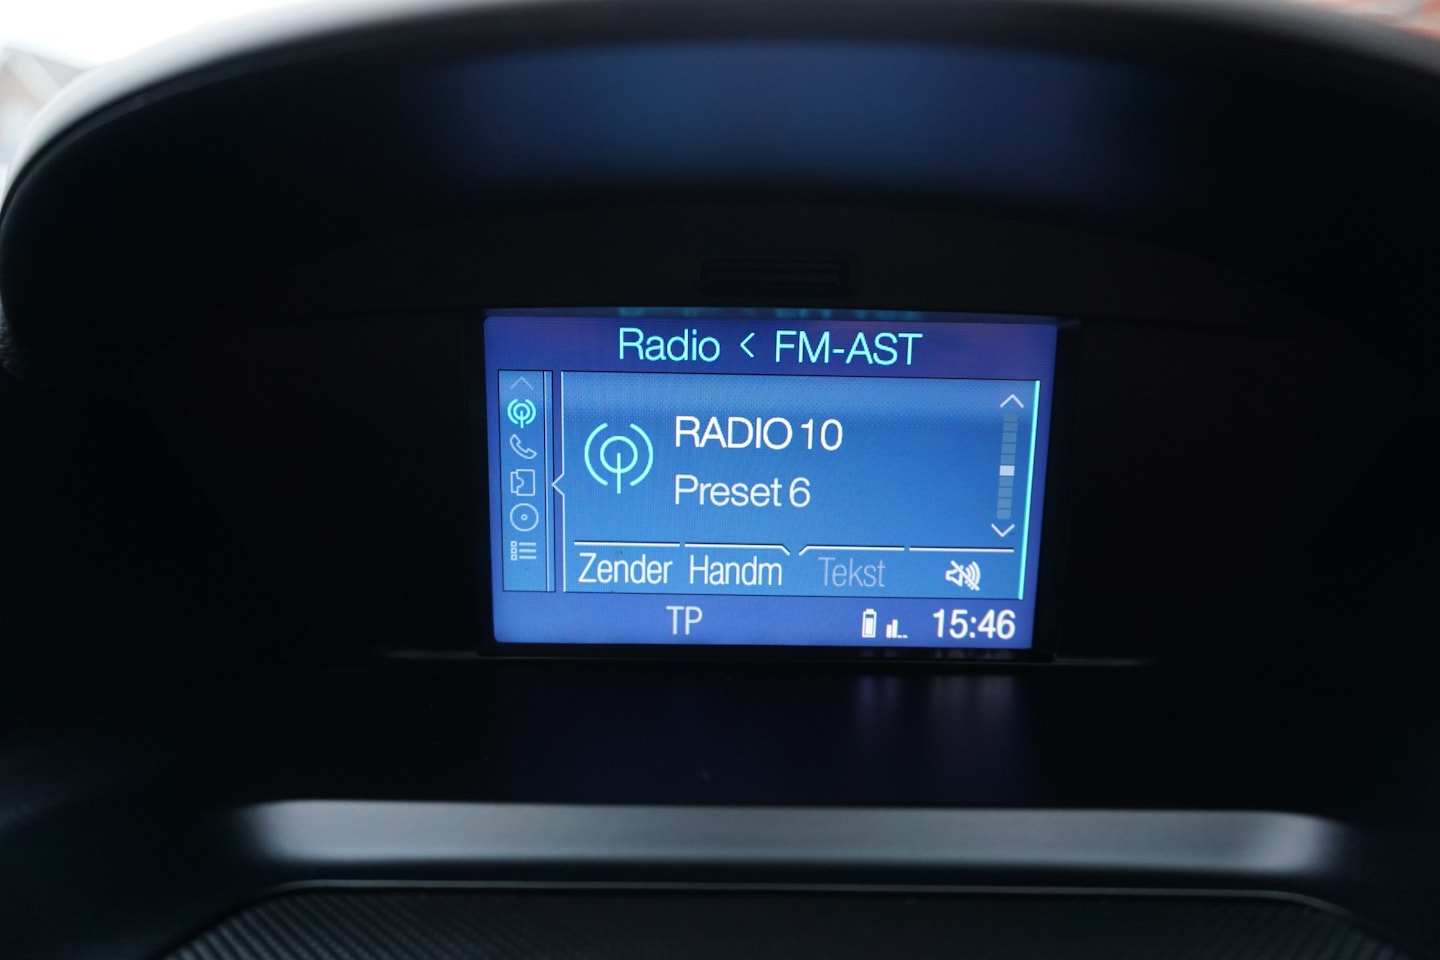 Radio < FM-AST
RADIO 10
Preset 6
Zender Handm Tekst
TP 15:46